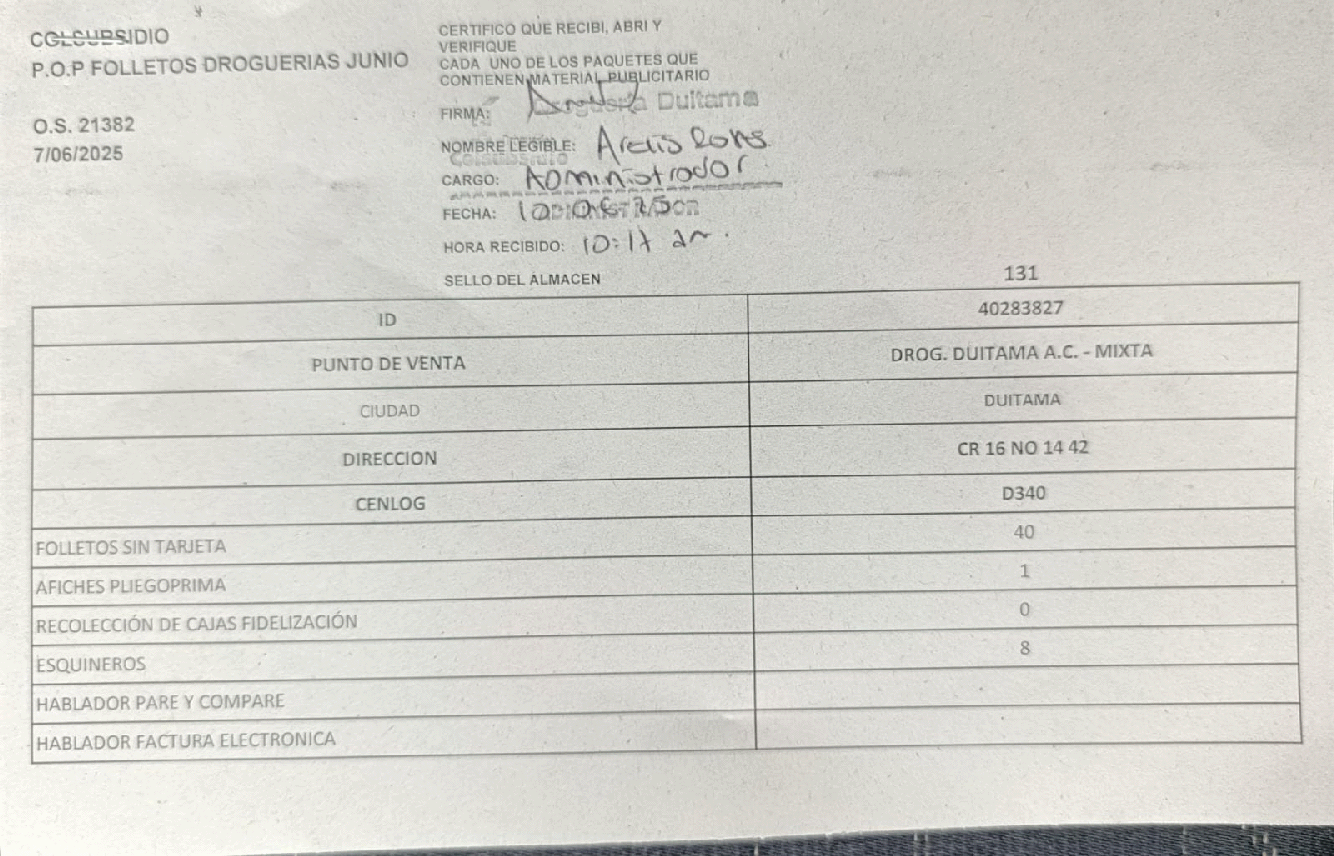 COLSUBSIDIO
P.O.P FOLLETOS DROGUERIAS JUNIO
O.S. 21382
7/06/2025
CERTIFICO QUE RECIBI, ABRI Y
VERIFIQUE
CADA UNO DE LOS PAQUETES QUE
CONTIENEN MATERIAL PUBLICITARIO
FIRMA: Duitama
NOMBRE LEGIBLE:
CARGO: Administrador
FECHA:
HORA RECIBIDO: 10:17 am.
SELLO DEL ALMACEN
131
ID 40283827
PUNTO DE VENTA DROG. DUITAMA A.C. - MIXTA
CIUDAD DUITAMA
DIRECCION CR 16 NO 14 42
CENLOG D340
FOLLETOS SIN TARJETA 40
AFICHES PLIEGOPRIMA 1
RECOLECCIÓN DE CAJAS FIDELIZACIÓN 0
ESQUINEROS 8
HABLADOR PARE Y COMPARE
HABLADOR FACTURA ELECTRONICA